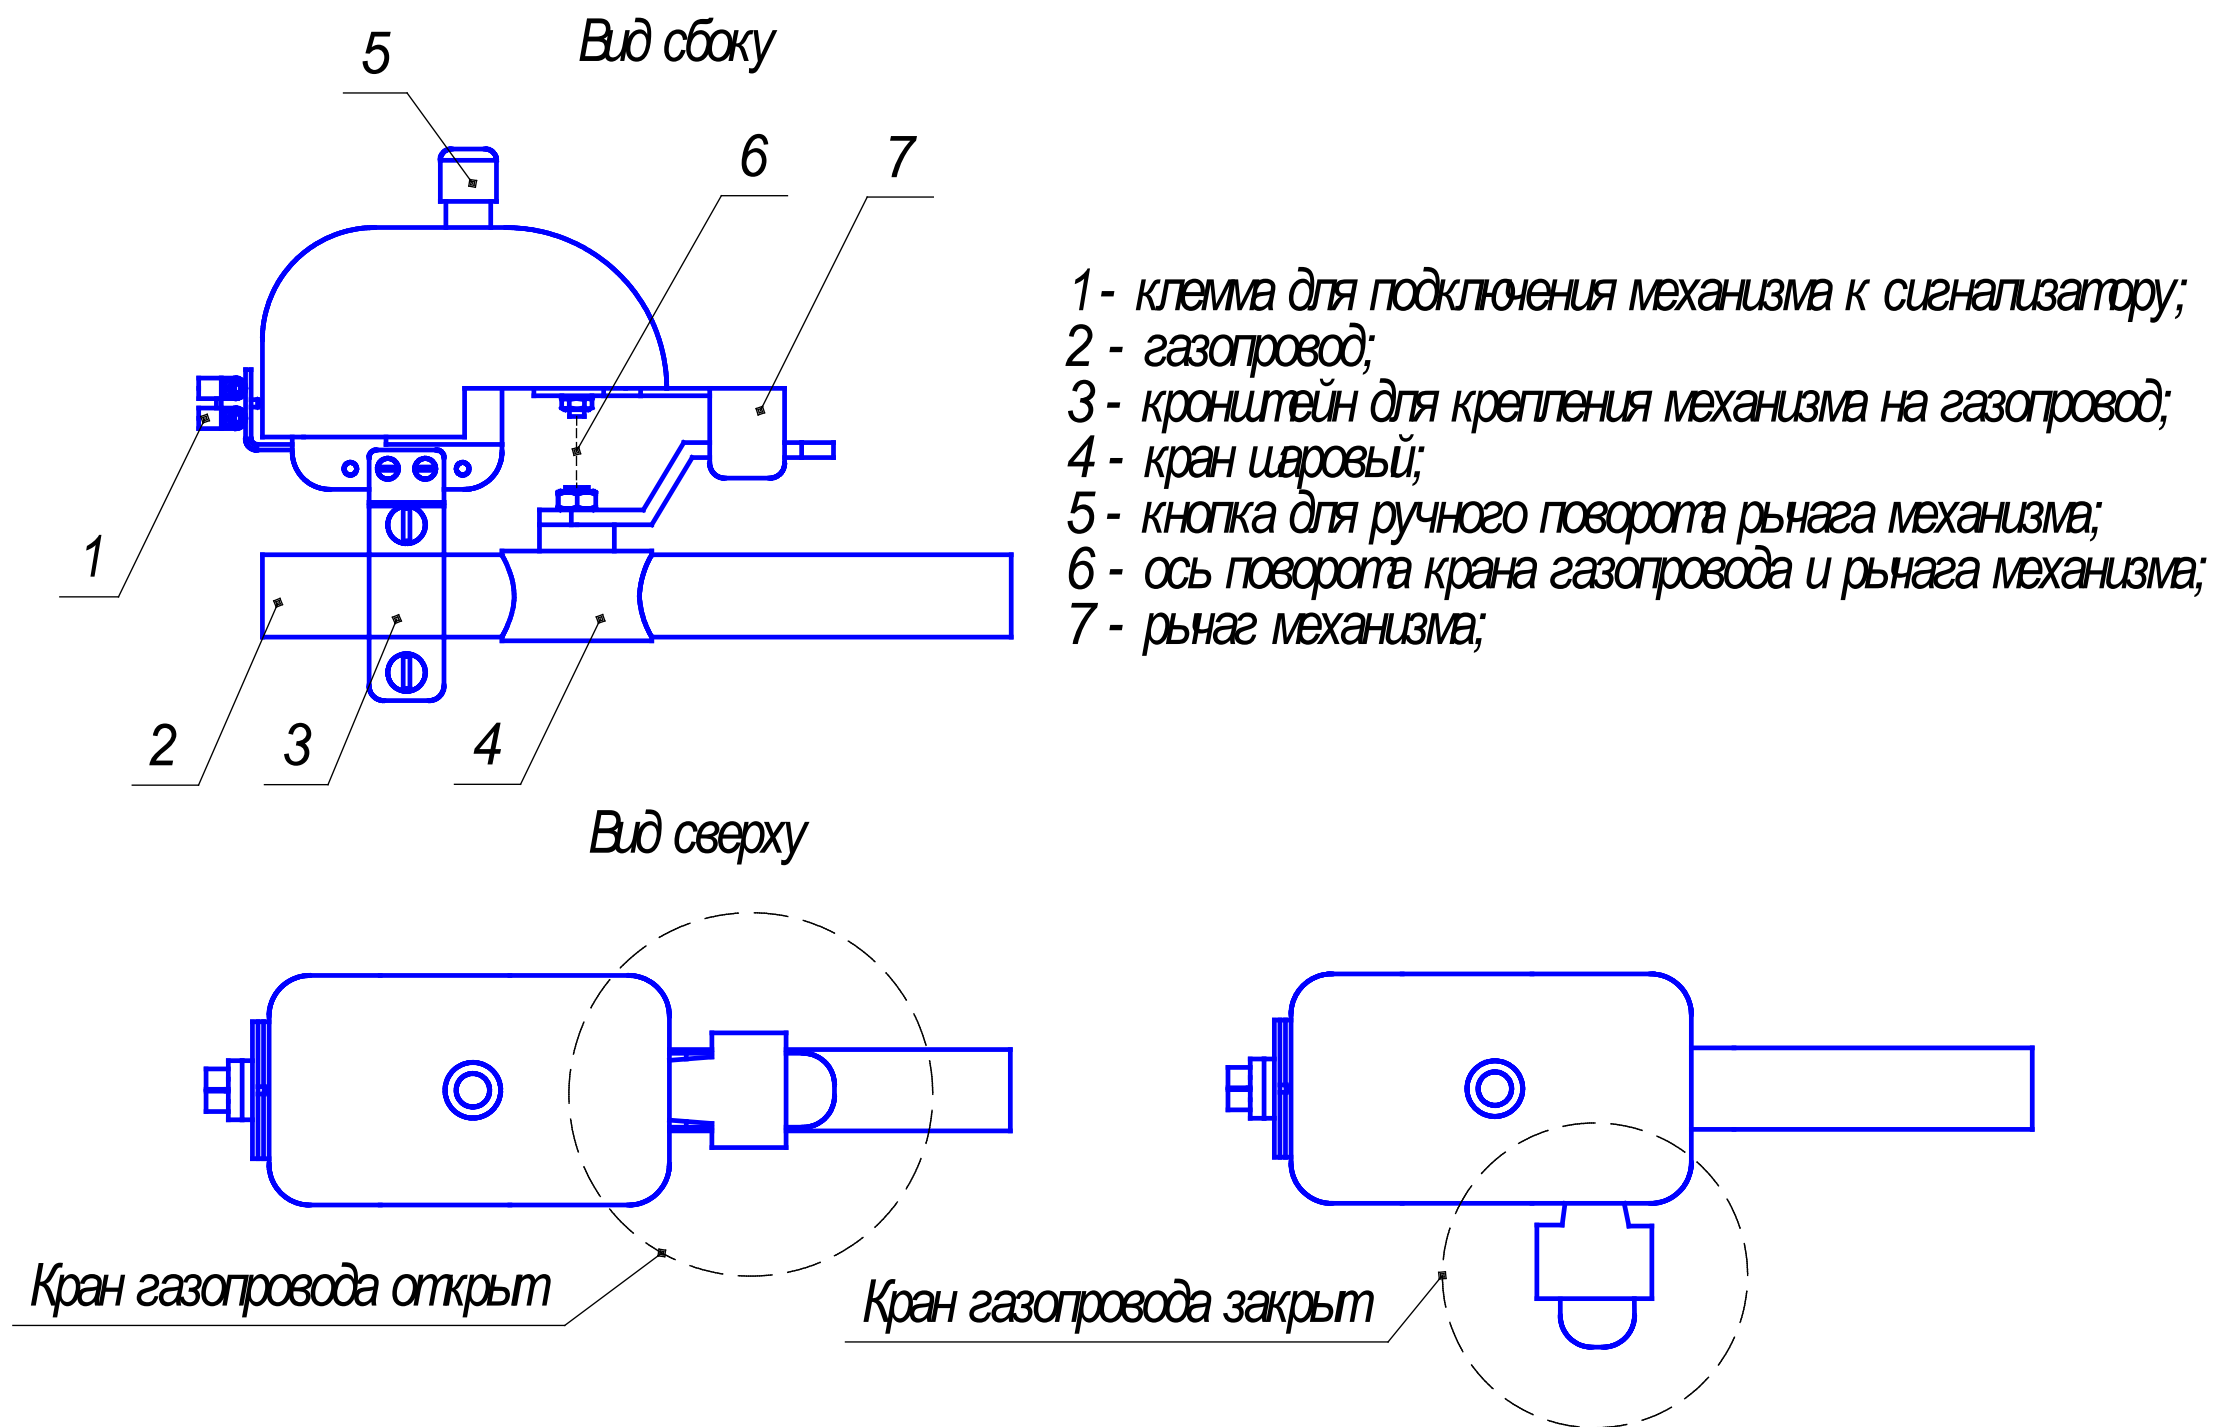 Вид сбоку
5
6
7
1
2
3
4
1 - клемма для подключения механизма к сигнализатору;
2 - газопровод;
3 - кронштейн для крепления механизма на газопровод;
4 - кран шаровый;
5 - кнопка для ручного поворота рычага механизма;
6 - ось поворота крана газопровода и рычага механизма;
7 - рычаг механизма;
Вид сверху
Кран газопровода открыт
Кран газопровода закрыт